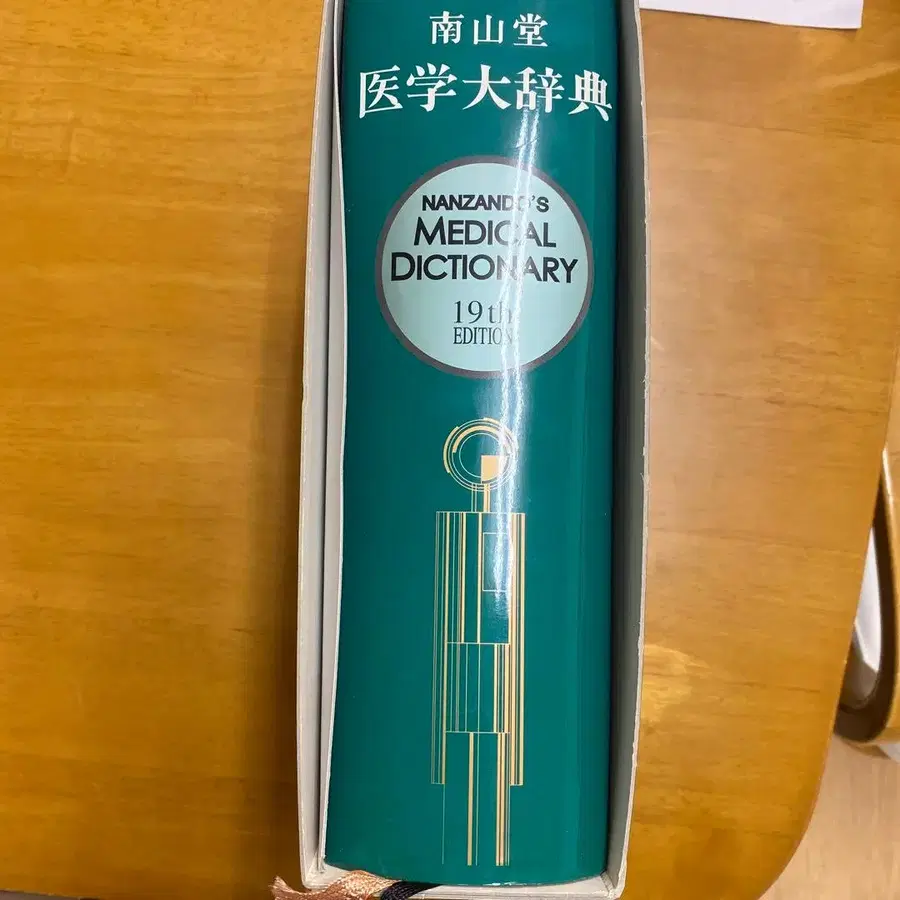 南山堂
医学大辞典
NANZANDO'S
MEDICAL
DICTIONARY
19th
EDITION